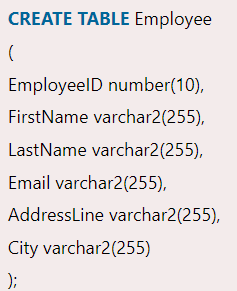 CREATE TABLE Employee
(
EmployeeID number(10),
FirstName varchar2(255),
LastName varchar2(255),
Email varchar2(255),
AddressLine varchar2(255),
City varchar2(255)
);